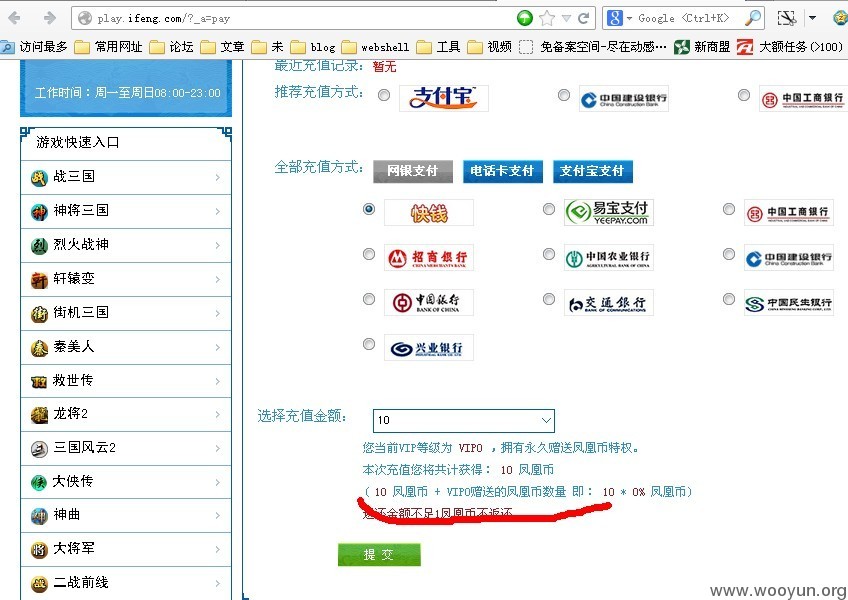 play.ifeng.com/?_a=pay
Google <Ctrl+K>
访问最多 常用网址 论坛 文章 未 blog webshell 工具 视频 免备案空间-尽在动感… 新商盟 大额任务(>100)
工作时间：周一至周日08:00-23:00
游戏快速入口
战三国
神将三国
烈火战神
轩辕变
街机三国
秦美人
救世传
龙将2
三国风云2
大侠传
神曲
大将军
二战前线
最近充值记录： 暂无
推荐充值方式： 支付宝 中国建设银行 China Construction Bank 中国工商银行
全部充值方式： 网银支付 电话卡支付 支付宝支付
快钱 易宝支付 YEEPAY.COM 中国工商银行
招商银行 CHINA MERCHANTS BANK 中国农业银行 AGRICULTURAL BANK OF CHINA 中国建设银行 China Construction Bank
中国银行 BANK OF CHINA 交通银行 BANK OF COMMUNICATIONS 中国民生银行
兴业银行
选择充值金额： 10
您当前VIP等级为 VIP0 ，拥有永久赠送凤凰币特权。
本次充值您将共计获得： 10 凤凰币
( 10 凤凰币 + VIP0赠送的凤凰币数量 即： 10 * 0% 凤凰币)
返还金额不足1凤凰币不返还
提 交
www.wooyun.org